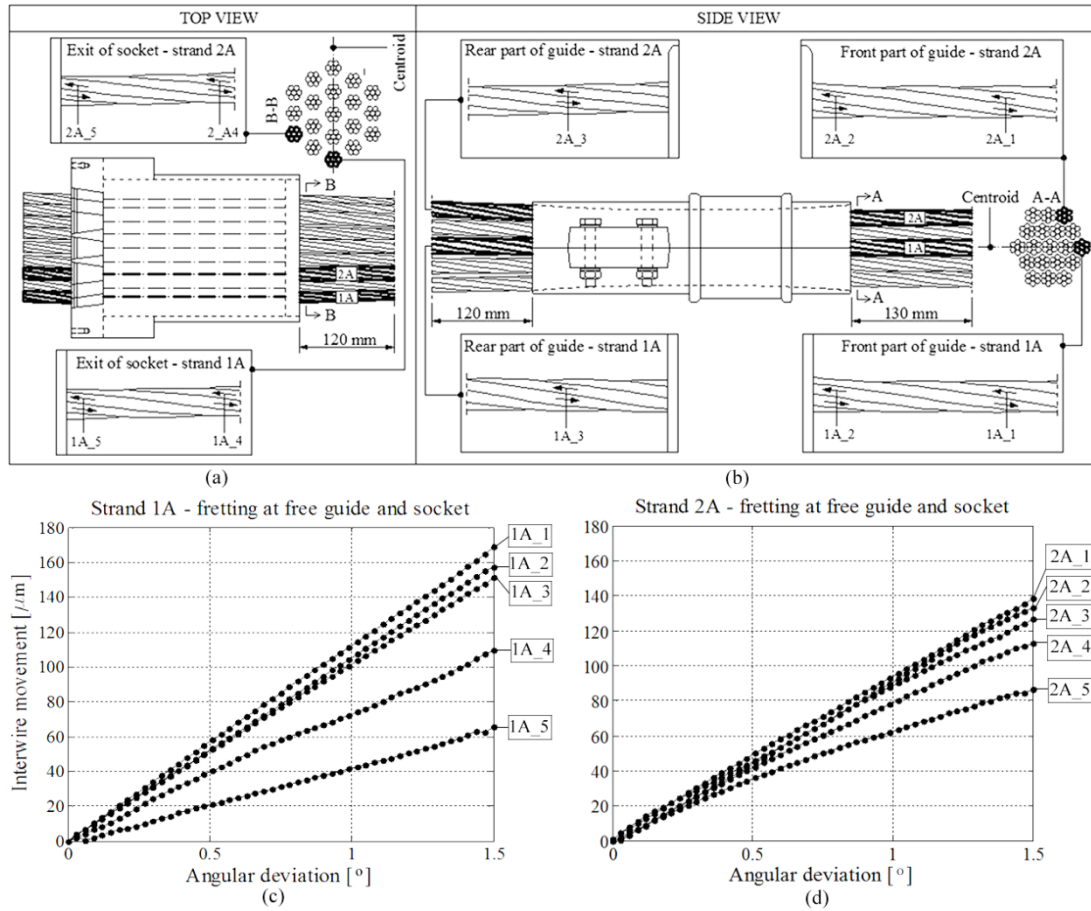 TOP VIEW
SIDE VIEW
Exit of socket - strand 2A
2A_5
2_A4
B-B
Centroid
B
2A
1A
B
120 mm
Exit of socket - strand 1A
1A_5
1A_4
(a)
Rear part of guide - strand 2A
2A_3
Front part of guide - strand 2A
2A_2
2A_1
A
Centroid
A-A
2A
1A
A
120 mm
130 mm
Rear part of guide - strand 1A
1A_3
Front part of guide - strand 1A
1A_2
1A_1
(b)
Strand 1A - fretting at free guide and socket
Interwire movement [μm]
180
160
140
120
100
80
60
40
20
0
0
0.5
1
1.5
1A_1
1A_2
1A_3
1A_4
1A_5
Angular deviation [°]
(c)
Strand 2A - fretting at free guide and socket
180
160
140
120
100
80
60
40
20
0
0
0.5
1
1.5
2A_1
2A_2
2A_3
2A_4
2A_5
Angular deviation [°]
(d)